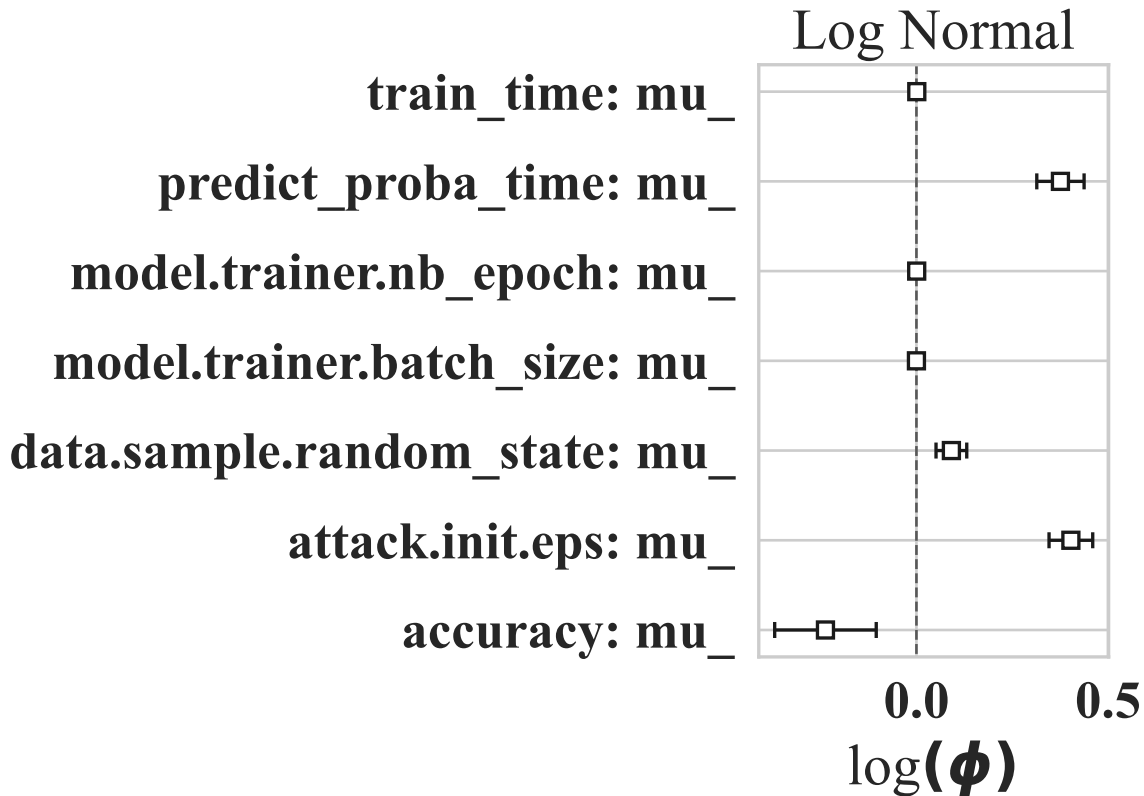 Log Normal
train_time: mu_
predict_proba_time: mu_
model.trainer.nb_epoch: mu_
model.trainer.batch_size: mu_
data.sample.random_state: mu_
attack.init.eps: mu_
accuracy: mu_
0.0 0.5
log(ϕ)